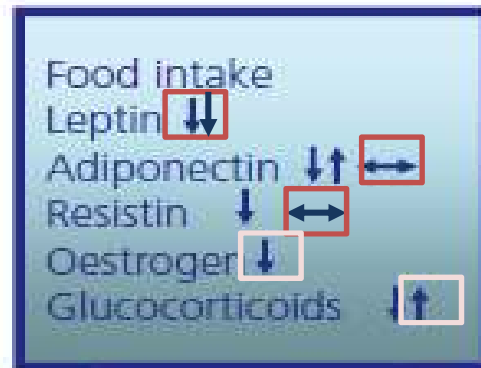 Food intake
Leptin ↓↓
Adiponectin ↓↑ ↔
Resistin ↓ ↔
Oestrogen ↓
Glucocorticoids ↓↑